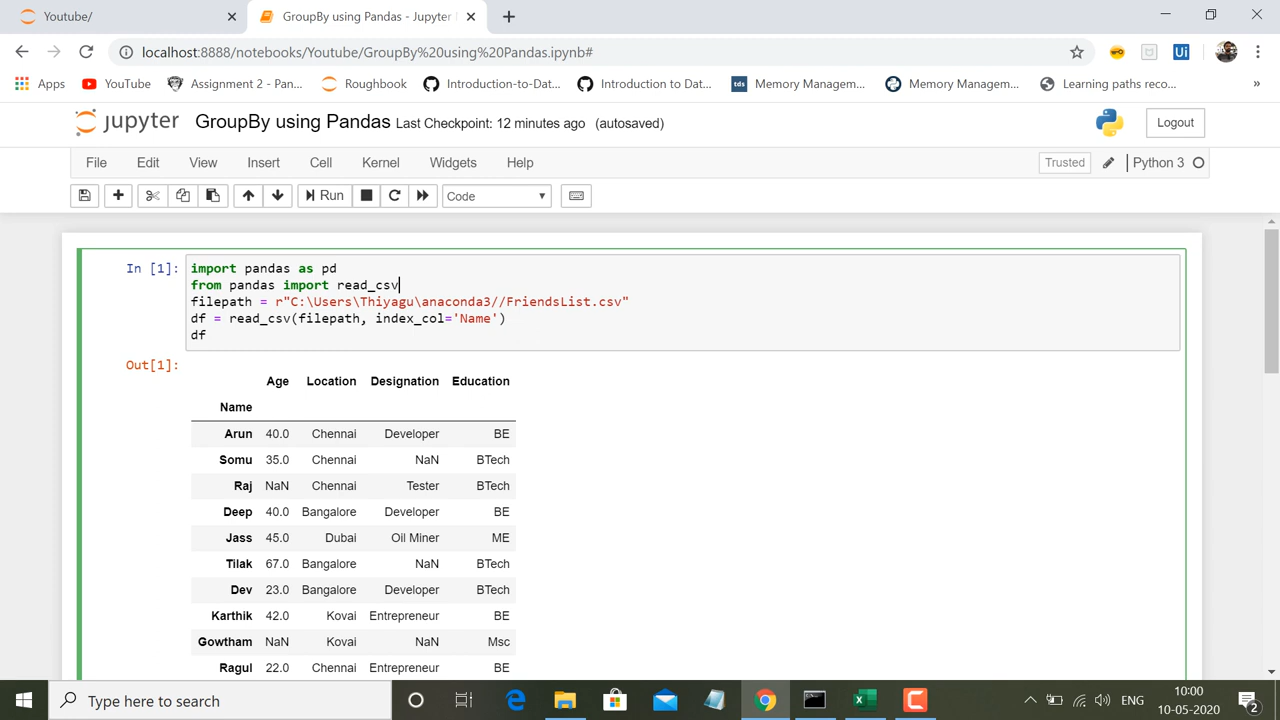 Youtube/
GroupBy using Pandas - Jupyter
localhost:8888/notebooks/Youtube/GroupBy%20using%20Pandas.ipynb#
Ui
Apps YouTube Assignment 2 - Pan... Roughbook Introduction-to-Dat... Introduction to Dat... tds Memory Managem... Memory Managem... Learning paths reco... »
jupyter GroupBy using Pandas Last Checkpoint: 12 minutes ago (autosaved) Logout
File Edit View Insert Cell Kernel Widgets Help Trusted Python 3
Run Code
In [1]:
import pandas as pd
from pandas import read_csv
filepath = r"C:\Users\Thiyagu\anaconda3//FriendsList.csv"
df = read_csv(filepath, index_col='Name')
df
Out[1]:
Age Location Designation Education
Name
Arun 40.0 Chennai Developer BE
Somu 35.0 Chennai NaN BTech
Raj NaN Chennai Tester BTech
Deep 40.0 Bangalore Developer BE
Jass 45.0 Dubai Oil Miner ME
Tilak 67.0 Bangalore NaN BTech
Dev 23.0 Bangalore Developer BTech
Karthik 42.0 Kovai Entrepreneur BE
Gowtham NaN Kovai NaN Msc
Ragul 22.0 Chennai Entrepreneur BE
Type here to search
ENG
10:00
10-05-2020
2